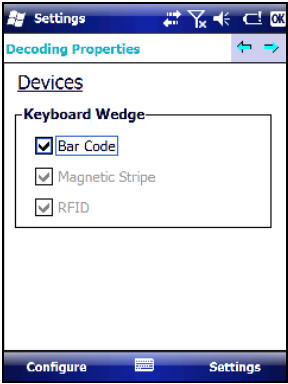 Settings
OK
Decoding Properties
Devices
Keyboard Wedge
Bar Code
Magnetic Stripe
RFID
Configure
Settings